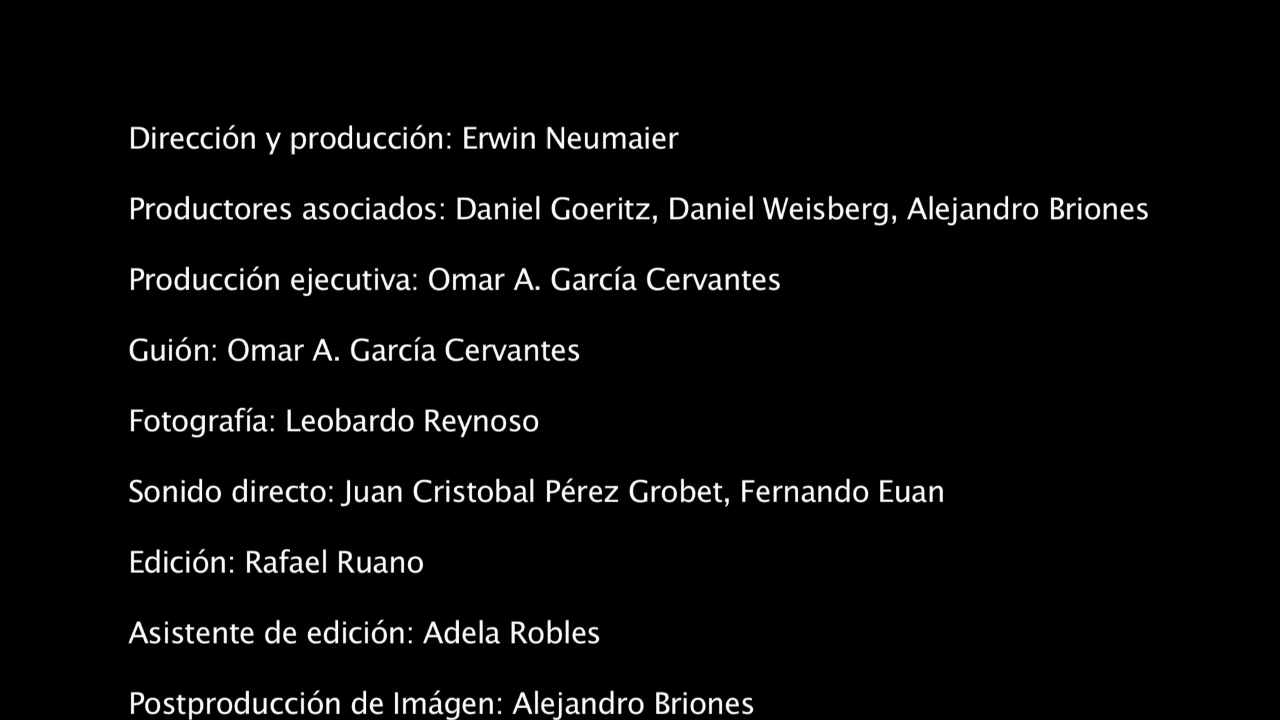 Dirección y producción: Erwin Neumaier
Productores asociados: Daniel Goeritz, Daniel Weisberg, Alejandro Briones
Producción ejecutiva: Omar A. García Cervantes
Guión: Omar A. García Cervantes
Fotografía: Leobardo Reynoso
Sonido directo: Juan Cristobal Pérez Grobet, Fernando Euan
Edición: Rafael Ruano
Asistente de edición: Adela Robles
Postproducción de Imágen: Alejandro Briones